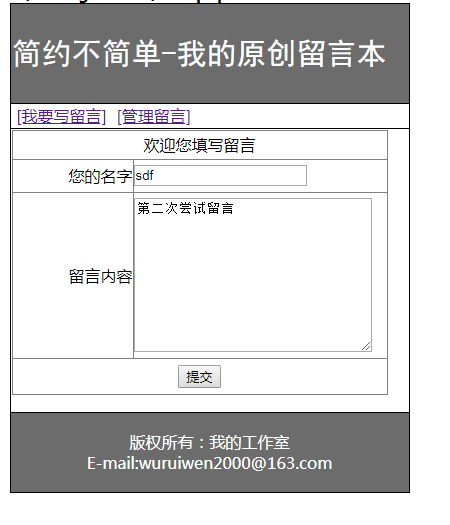 简约不简单-我的原创留言本
[我要写留言] [管理留言]
欢迎您填写留言
您的名字 sdf
留言内容 第二次尝试留言
提交
版权所有：我的工作室
E-mail:wuruiwen2000@163.com